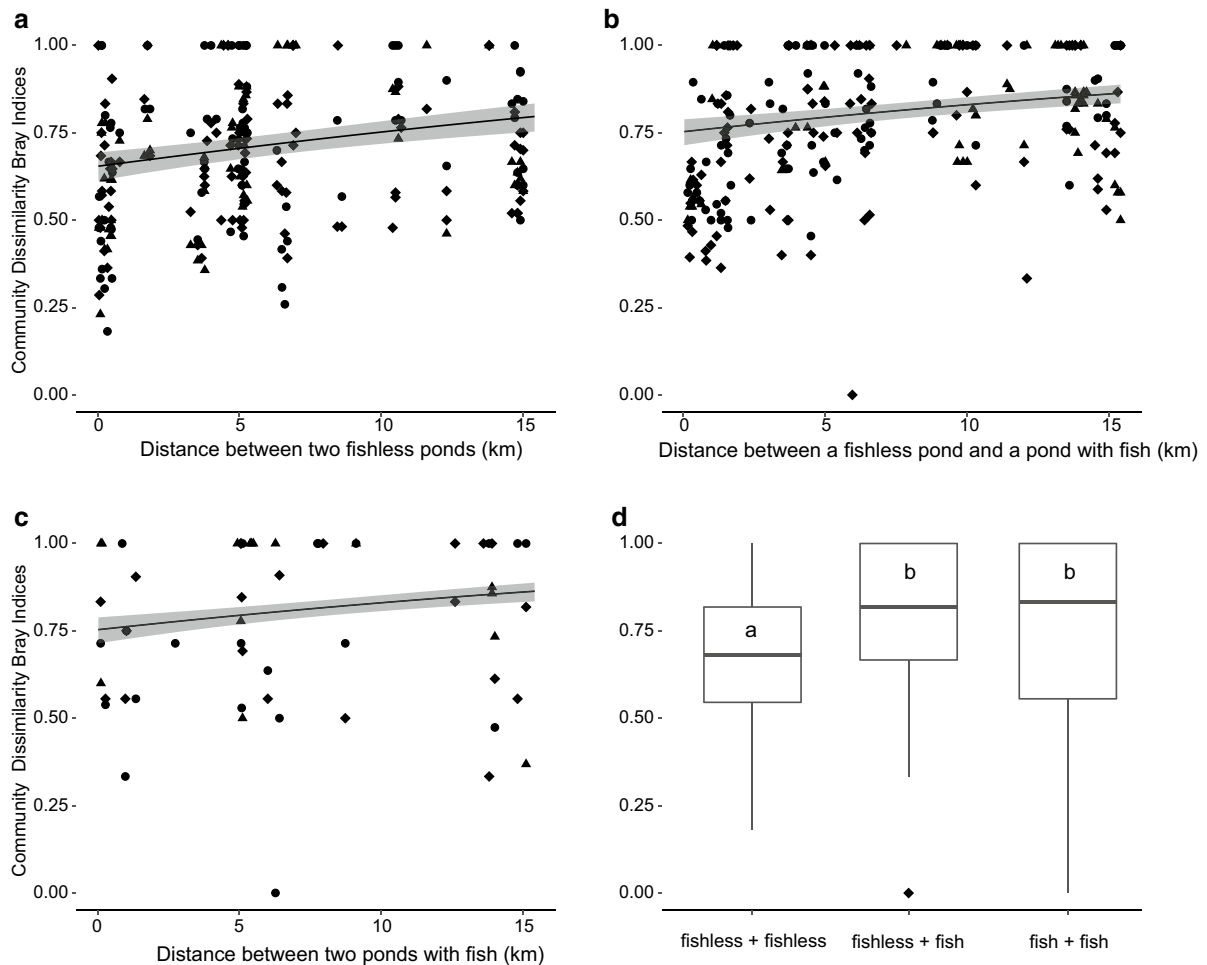 a
Community Dissimilarity Bray Indices
1.00
0.75
0.50
0.25
0.00
0
5
10
15
Distance between two fishless ponds (km)
b
1.00
0.75
0.50
0.25
0.00
0
5
10
15
Distance between a fishless pond and a pond with fish (km)
c
Community Dissimilarity Bray Indices
1.00
0.75
0.50
0.25
0.00
0
5
10
15
Distance between two ponds with fish (km)
d
1.00
0.75
0.50
0.25
0.00
a
b
b
fishless + fishless
fishless + fish
fish + fish